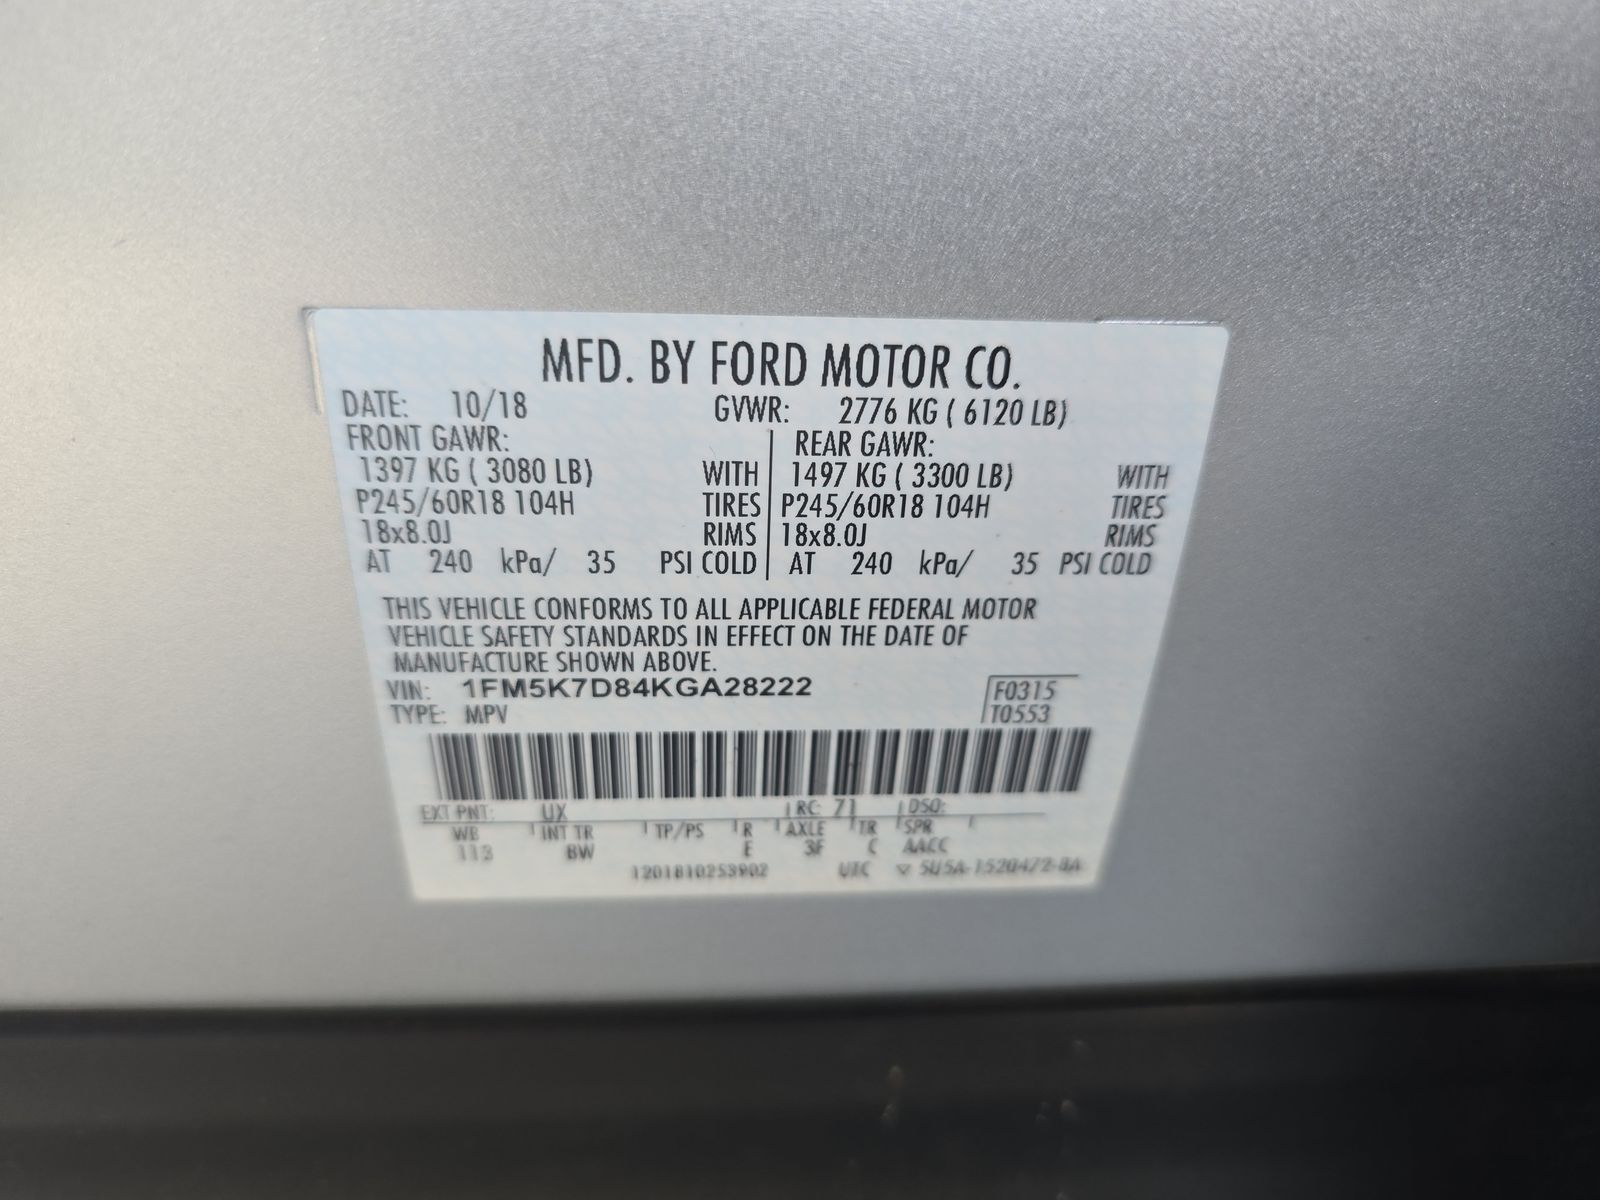 MFD. BY FORD MOTOR CO.
DATE: 10/18 GVWR: 2776 KG ( 6120 LB)
FRONT GAWR: REAR GAWR:
1397 KG ( 3080 LB) WITH 1497 KG ( 3300 LB) WITH
P245/60R18 104H TIRES P245/60R18 104H TIRES
18x8.0J RIMS 18x8.0J RIMS
AT 240 kPa/ 35 PSI COLD AT 240 kPa/ 35 PSI COLD
THIS VEHICLE CONFORMS TO ALL APPLICABLE FEDERAL MOTOR
VEHICLE SAFETY STANDARDS IN EFFECT ON THE DATE OF
MANUFACTURE SHOWN ABOVE.
VIN: 1FM5K7D84KGA28222 F0315
TYPE: MPV T0553
EXT PNT: UX RC: 71 DSO:
WB INT TR TP/PS R AXLE TR SPR
113 BW E 3F C AACC
1201810253902 UTC ▽ 5U5A-1520472-BA